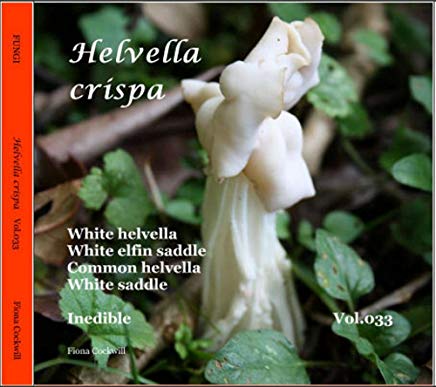 FUNGI
Helvella crispa Vol.033
Fiona Cockwill
Helvella
crispa
White helvella
White elfin saddle
Common helvella
White saddle
Inedible
Vol.033
Fiona Cockwill